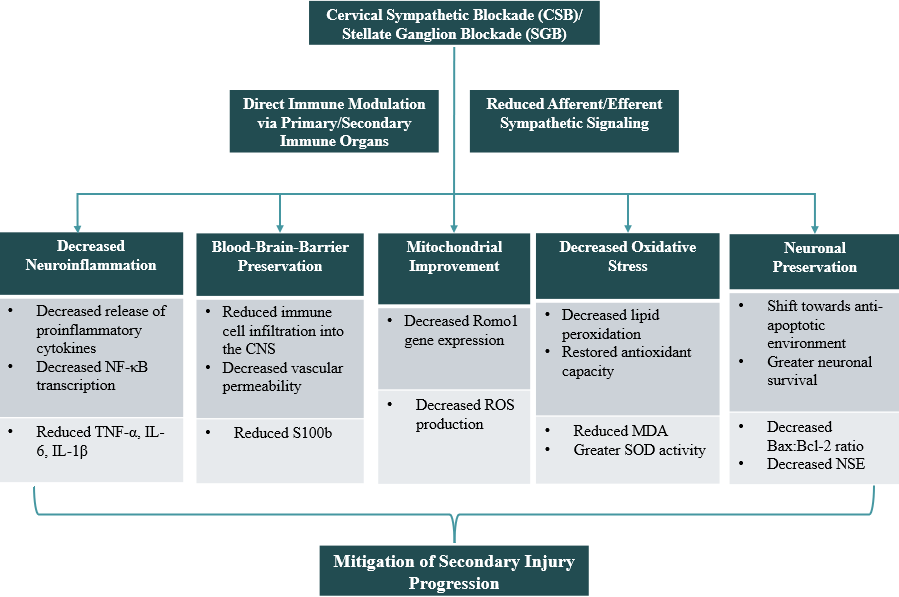 Cervical Sympathetic Blockade (CSB)/
Stellate Ganglion Blockade (SGB)
Direct Immune Modulation
via Primary/Secondary
Immune Organs
Reduced Afferent/Efferent
Sympathetic Signaling
Decreased
Neuroinflammation
• Decreased release of
proinflammatory
cytokines
• Decreased NF-κB
transcription
• Reduced TNF-α, IL-
6, IL-1β
Blood-Brain-Barrier
Preservation
• Reduced immune
cell infiltration into
the CNS
• Decreased vascular
permeability
• Reduced S100b
Mitochondrial
Improvement
• Decreased Romo1
gene expression
• Decreased ROS
production
Decreased Oxidative
Stress
• Decreased lipid
peroxidation
• Restored antioxidant
capacity
• Reduced MDA
• Greater SOD activity
Neuronal
Preservation
• Shift towards anti-
apoptotic
environment
• Greater neuronal
survival
• Decreased
Bax:Bcl-2 ratio
• Decreased NSE
Mitigation of Secondary Injury
Progression